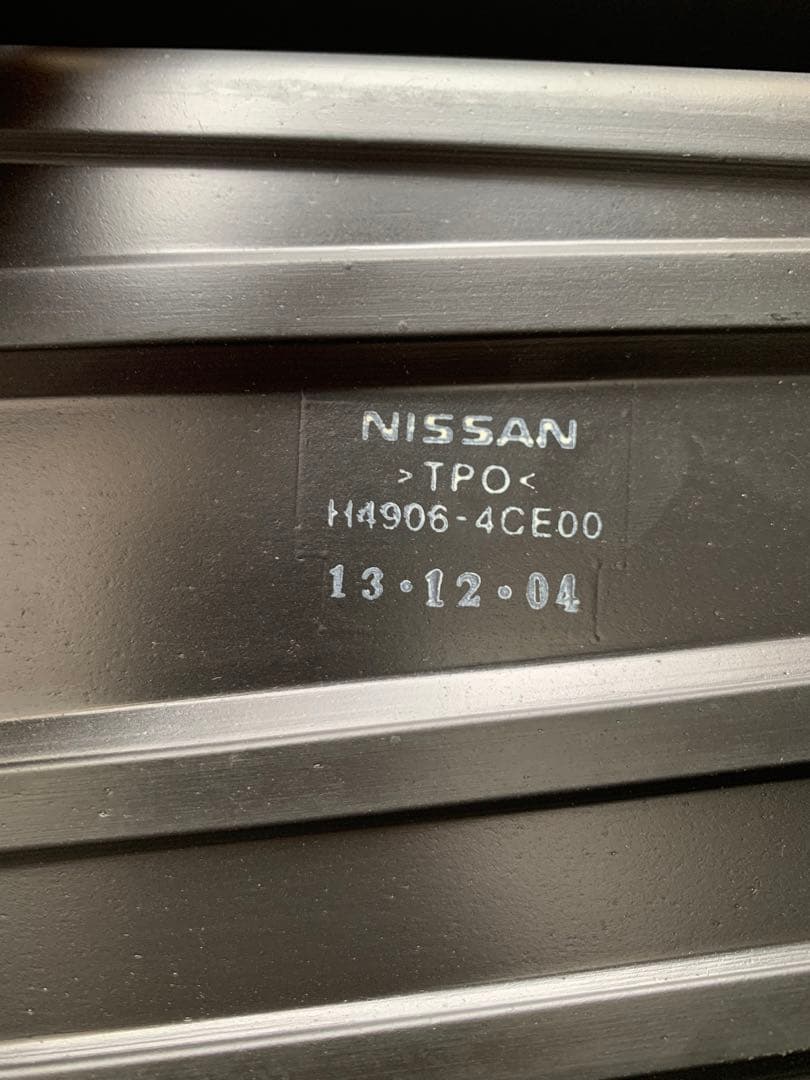 NISSAN
>TPO<
H4906-4CE00
13•12•04